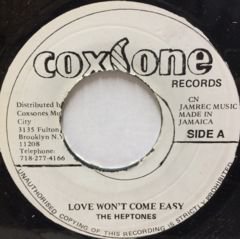 coxsone
RECORDS
Distributed by
Coxsones Mu
City
3135 Fulton
Brooklyn N.Y
11208
Telephone:
718-277-4166
CN
JAMREC MUSIC
MADE IN
JAMAICA
SIDE A
LOVE WON'T COME EASY
THE HEPTONES
UNAUTHORISED COPYING OF THIS RECORDING IS STRICTLY PROHIBITED